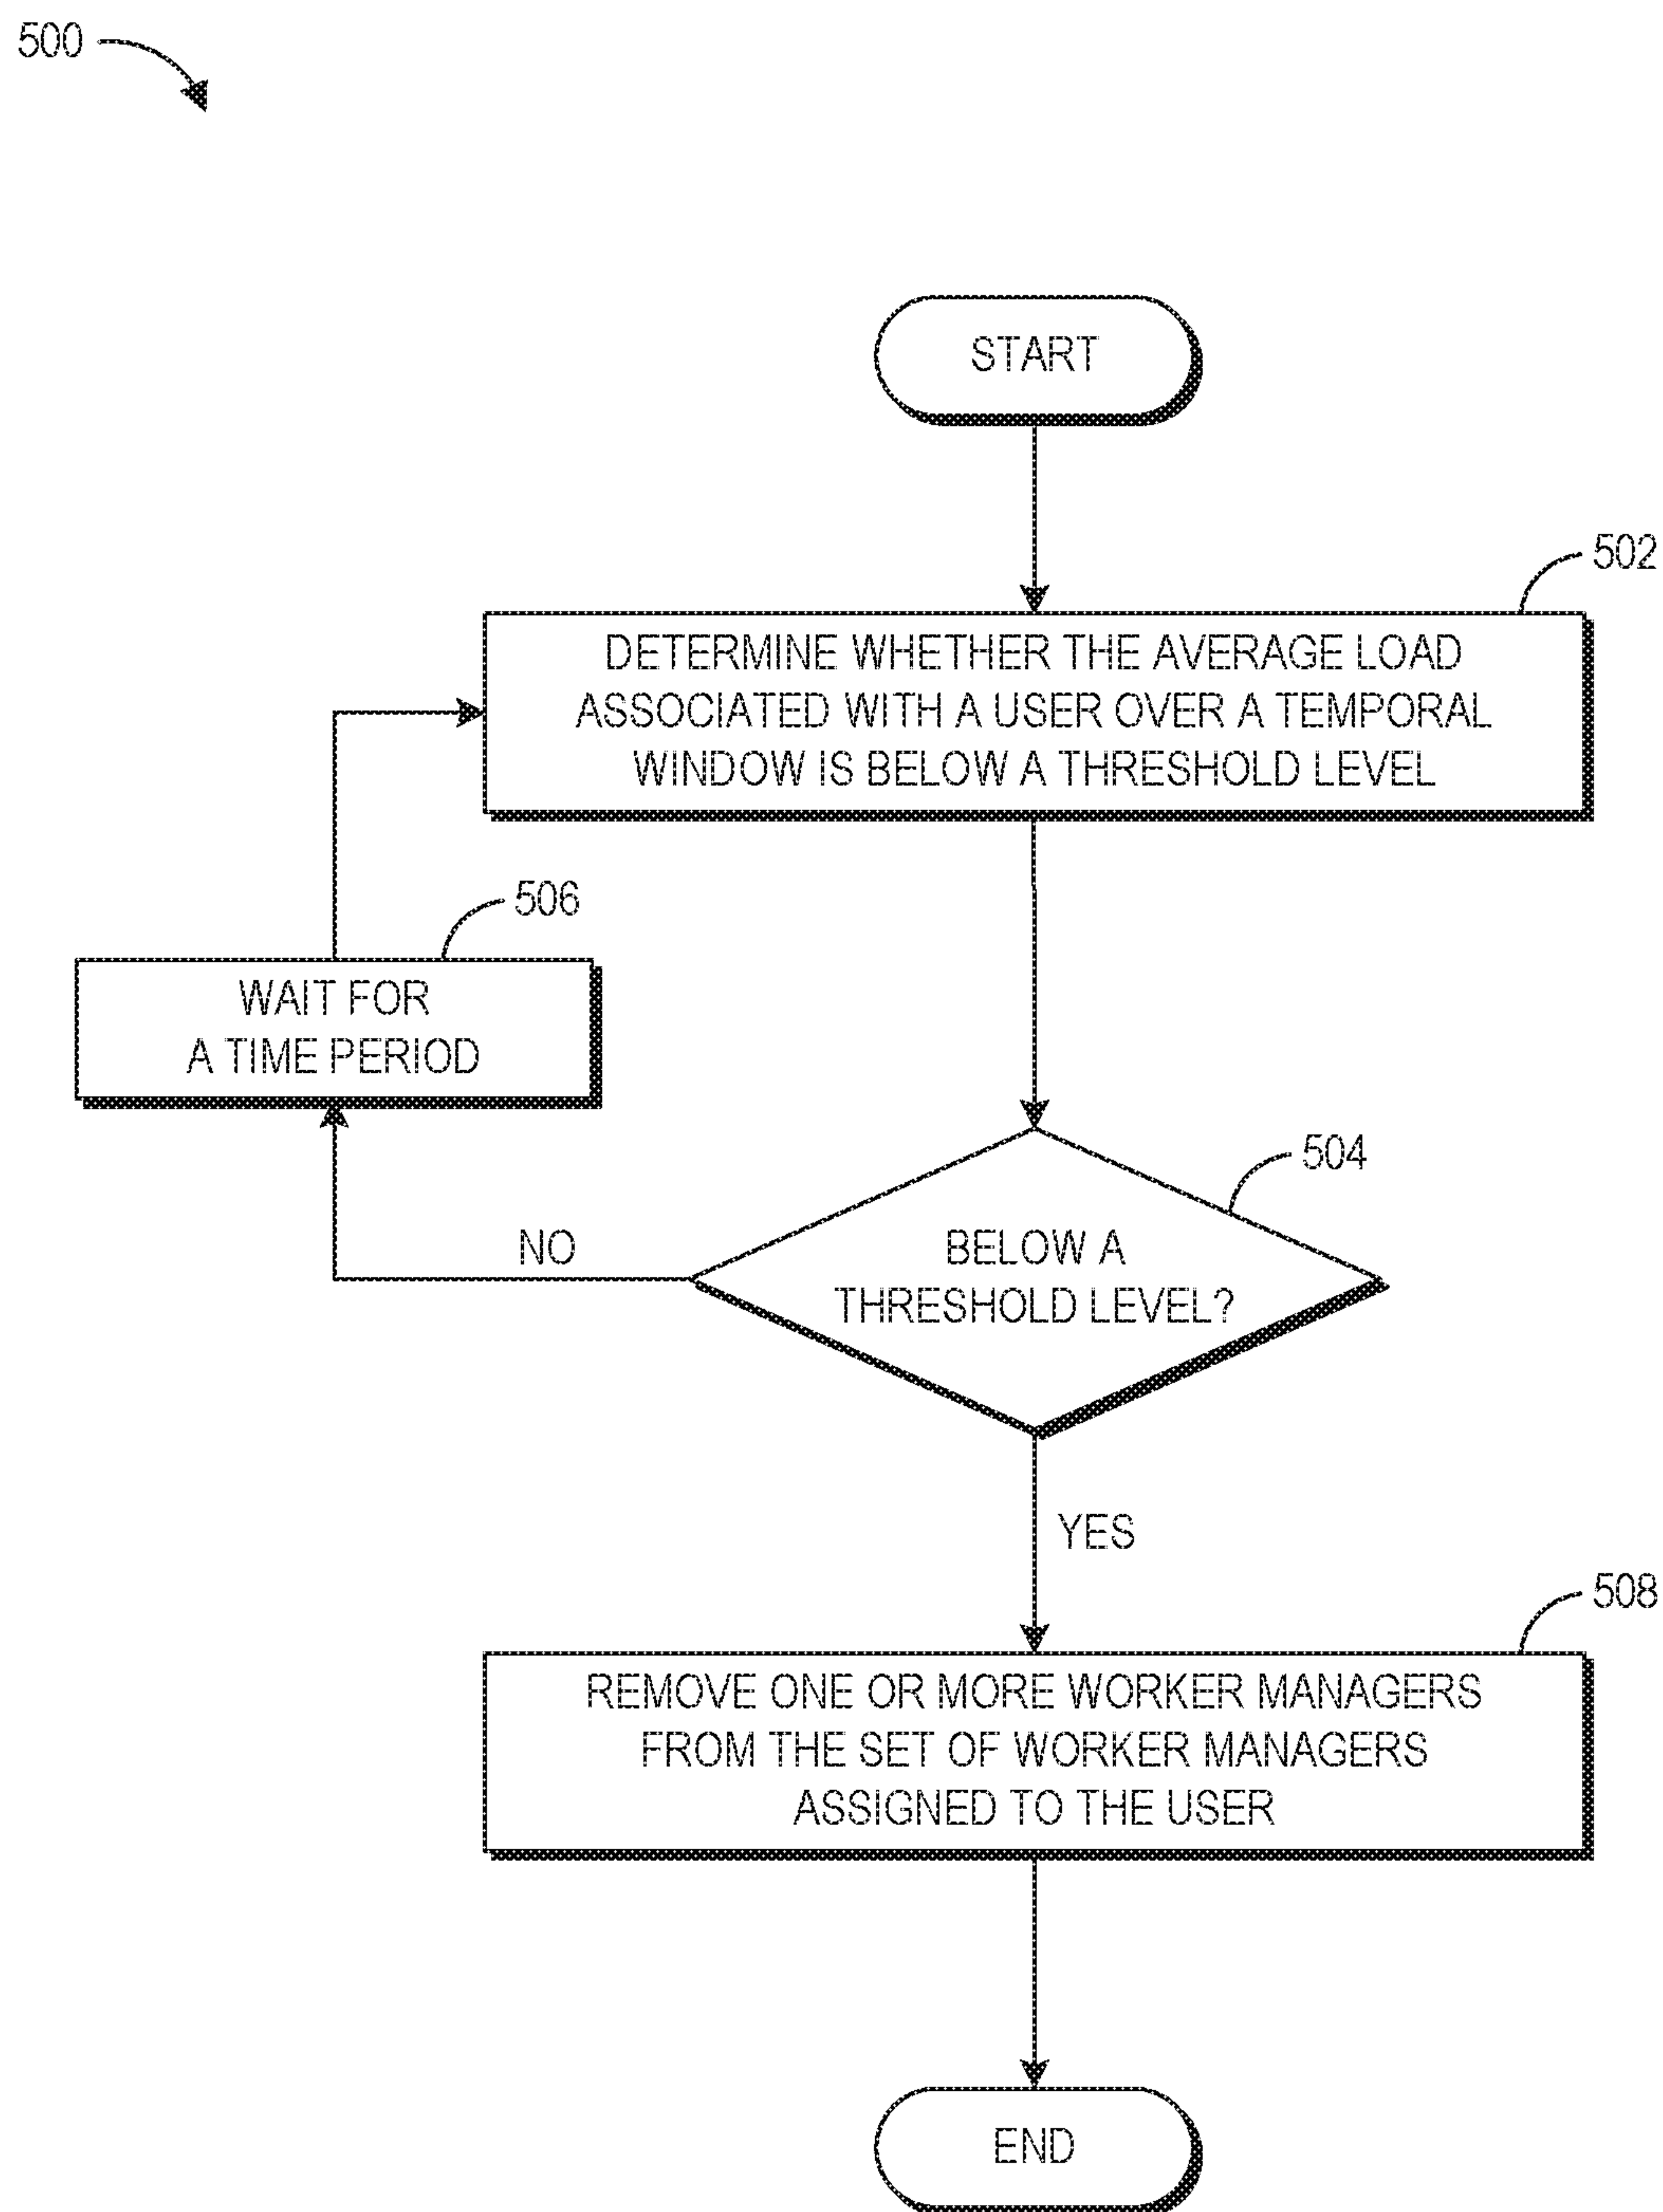 500
START
502
DETERMINE WHETHER THE AVERAGE LOAD
ASSOCIATED WITH A USER OVER A TEMPORAL
WINDOW IS BELOW A THRESHOLD LEVEL
506
WAIT FOR
A TIME PERIOD
504
BELOW A
THRESHOLD LEVEL?
NO
YES
508
REMOVE ONE OR MORE WORKER MANAGERS
FROM THE SET OF WORKER MANAGERS
ASSIGNED TO THE USER
END